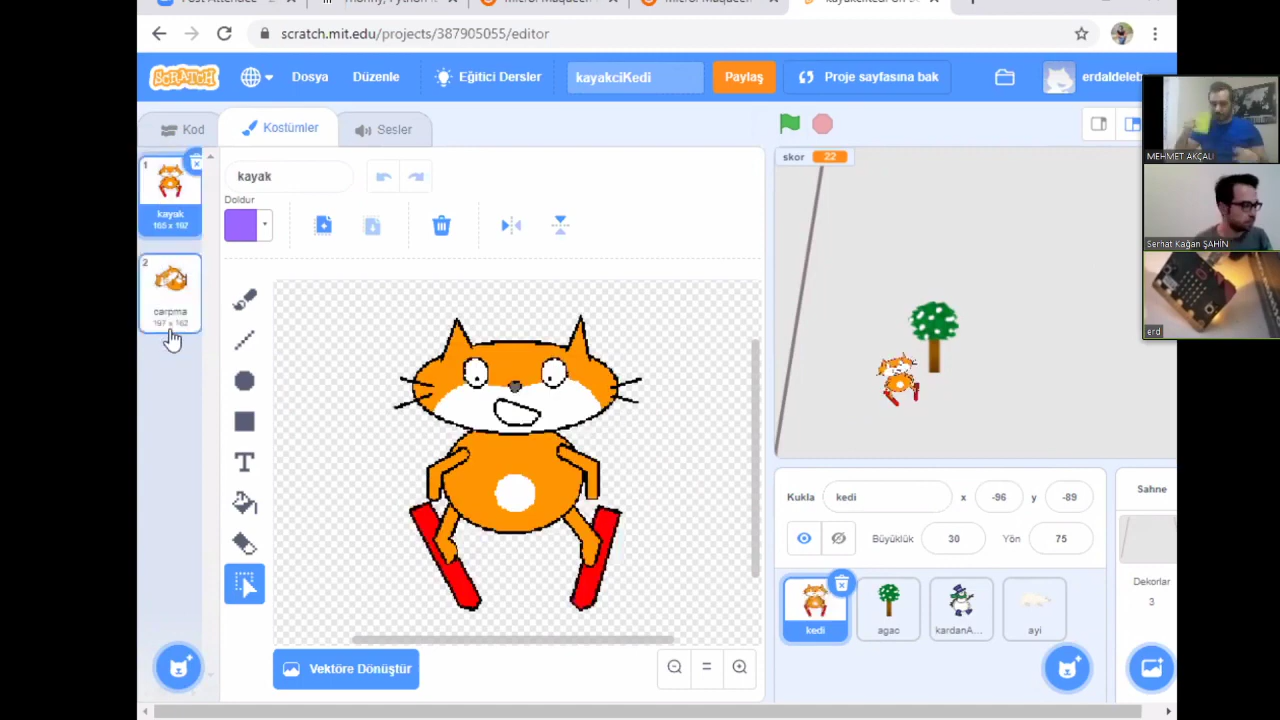 scratch.mit.edu/projects/387905055/editor
SCRATCH
Dosya
Düzenle
Eğitici Dersler
kayakciKedi
Paylaş
Proje sayfasına bak
erdaldeleb
Kod
Kostümler
Sesler
1
kayak
2
carpma
197 x 162
kayak
Doldur
T
Vektöre Dönüştür
skor 22
Kukla
kedi
x
-96
y
-89
Büyüklük
30
Yön
75
kedi
agac
kardanA...
ayi
Sahne
Dekorlar
3
MEHMET AKÇALI
Serhat Kağan ŞAHİN
erd